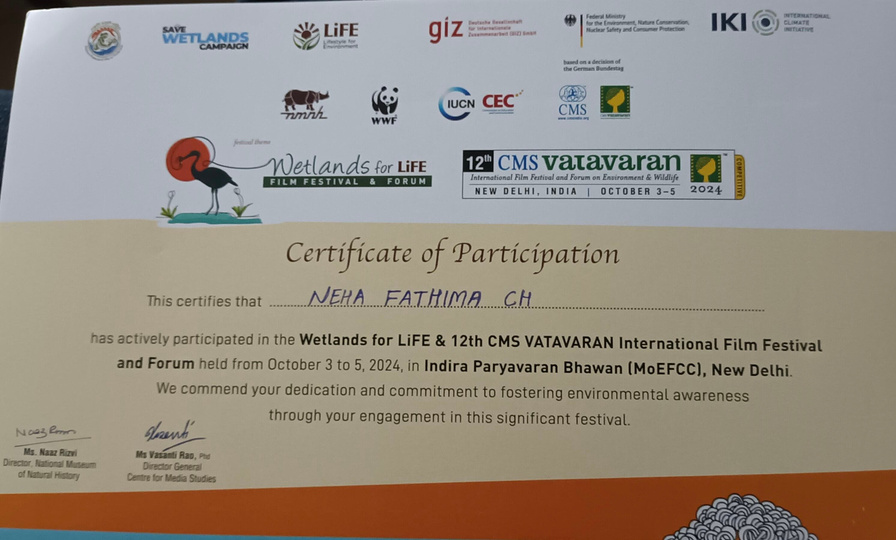 SAVE
WETLANDS
CAMPAIGN
LiFE
Lifestyle for
Environment
giz Deutsche Gesellschaft
für Internationale
Zusammenarbeit (GIZ) GmbH
Federal Ministry
for the Environment, Nature Conservation,
Nuclear Safety and Consumer Protection
based on a decision of
the German Bundestag
IKI INTERNATIONAL
CLIMATE
INITIATIVE
nmnh
WWF
IUCN CEC
CMS
festival theme
Wetlands for LiFE
FILM FESTIVAL & FORUM
12th CMS VATAVARAN
International Film Festival and Forum on Environment & Wildlife
NEW DELHI, INDIA | OCTOBER 3–5 2024
COMPETITIVE
Certificate of Participation
This certifies that NEHA FATHIMA CH
has actively participated in the Wetlands for LiFE & 12th CMS VATAVARAN International Film Festival
and Forum held from October 3 to 5, 2024, in Indira Paryavaran Bhawan (MoEFCC), New Delhi.
We commend your dedication and commitment to fostering environmental awareness
through your engagement in this significant festival.
Ms. Naaz Rizvi
Director, National Museum
of Natural History
Ms Vasanti Rao, PhD
Director General
Centre for Media Studies